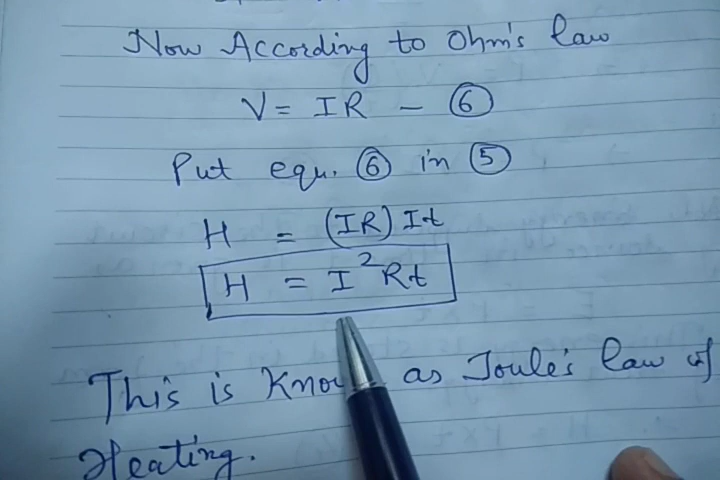 Now According to Ohm's law
V = IR - ⑥
Put equ. ⑥ in ⑤
H = (IR) It
H = I²Rt
This is Know as Joule's law of
Heating.